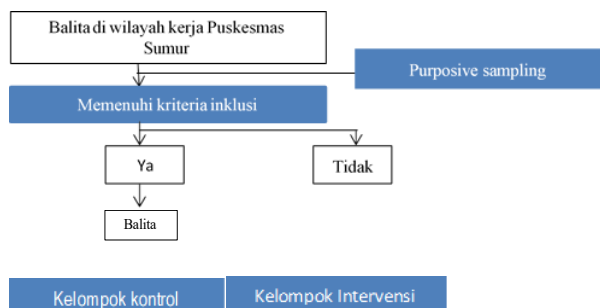 Balita di wilayah kerja Puskesmas
Sumur
Purposive sampling
Memenuhi kriteria inklusi
Ya
Tidak
Balita
Kelompok kontrol
Kelompok Intervensi